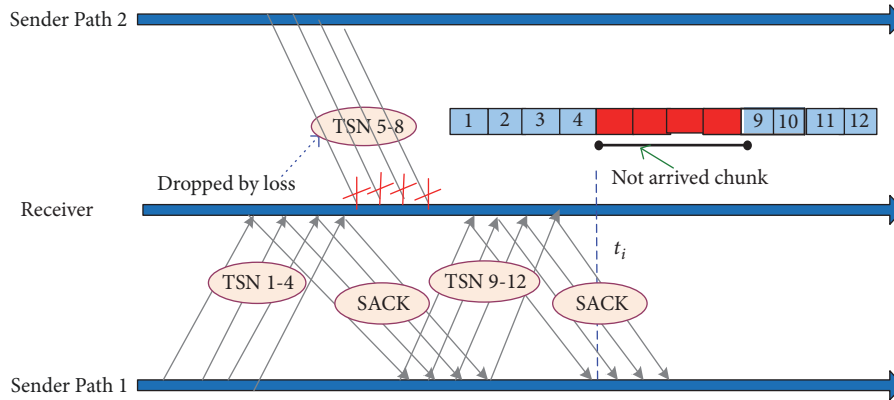 Sender Path 2
TSN 5-8
1 2 3 4 9 10 11 12
Dropped by loss
Not arrived chunk
Receiver
t_i
TSN 1-4
SACK
TSN 9-12
SACK
Sender Path 1